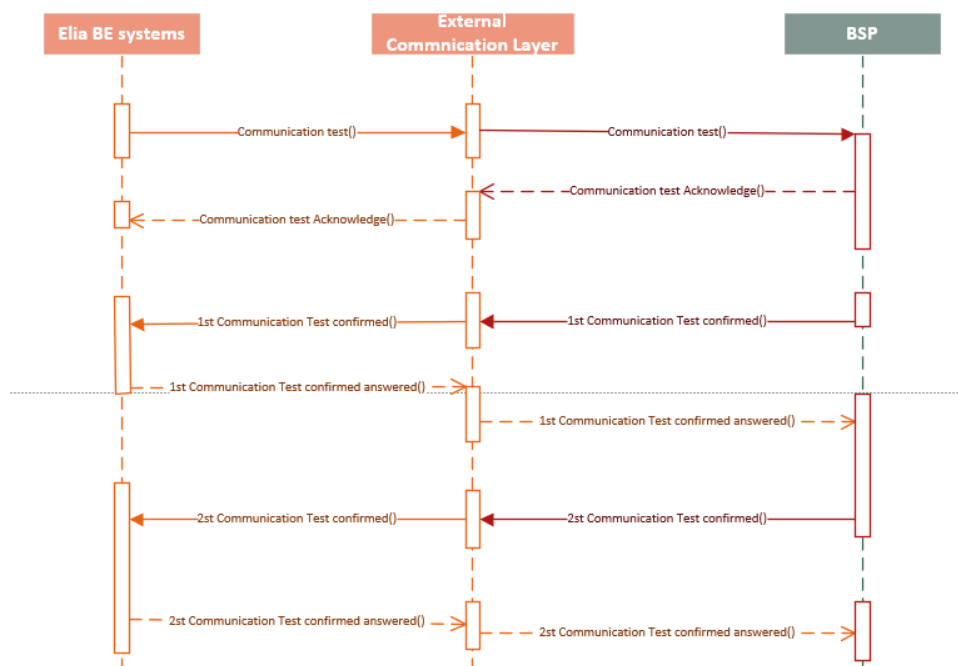 Elia BE systems
External
Commnication Layer
BSP
Communication test()
Communication test()
Communication test Acknowledge()
Communication test Acknowledge()
1st Communication Test confirmed()
1st Communication Test confirmed()
1st Communication Test confirmed answered()
1st Communication Test confirmed answered()
2st Communication Test confirmed()
2st Communication Test confirmed()
2st Communication Test confirmed answered()
2st Communication Test confirmed answered()